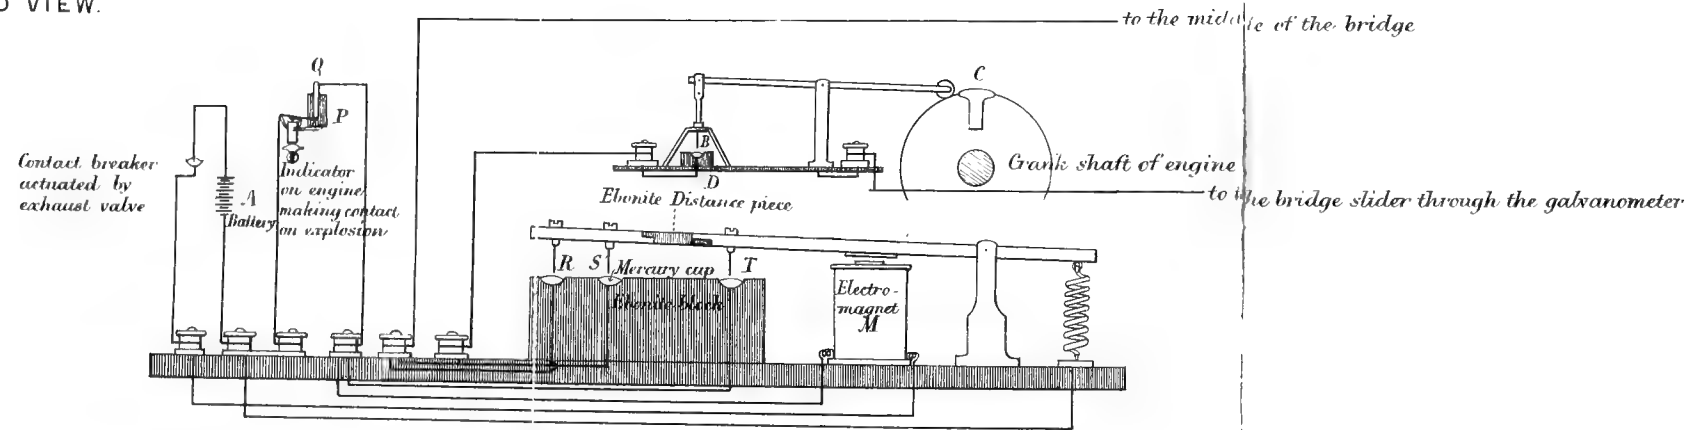 VIEW.
to the middle of the bridge
Q
P
C
B
D
Contact breaker
actuated by
exhaust valve
A
Battery
Indicator
on engine
making contact
on explosion
Crank shaft of engine
to the bridge slider through the galvanometer
Ebonite Distance piece
R S T
Mercury cup
Ebonite block
Electro-
magnet
M